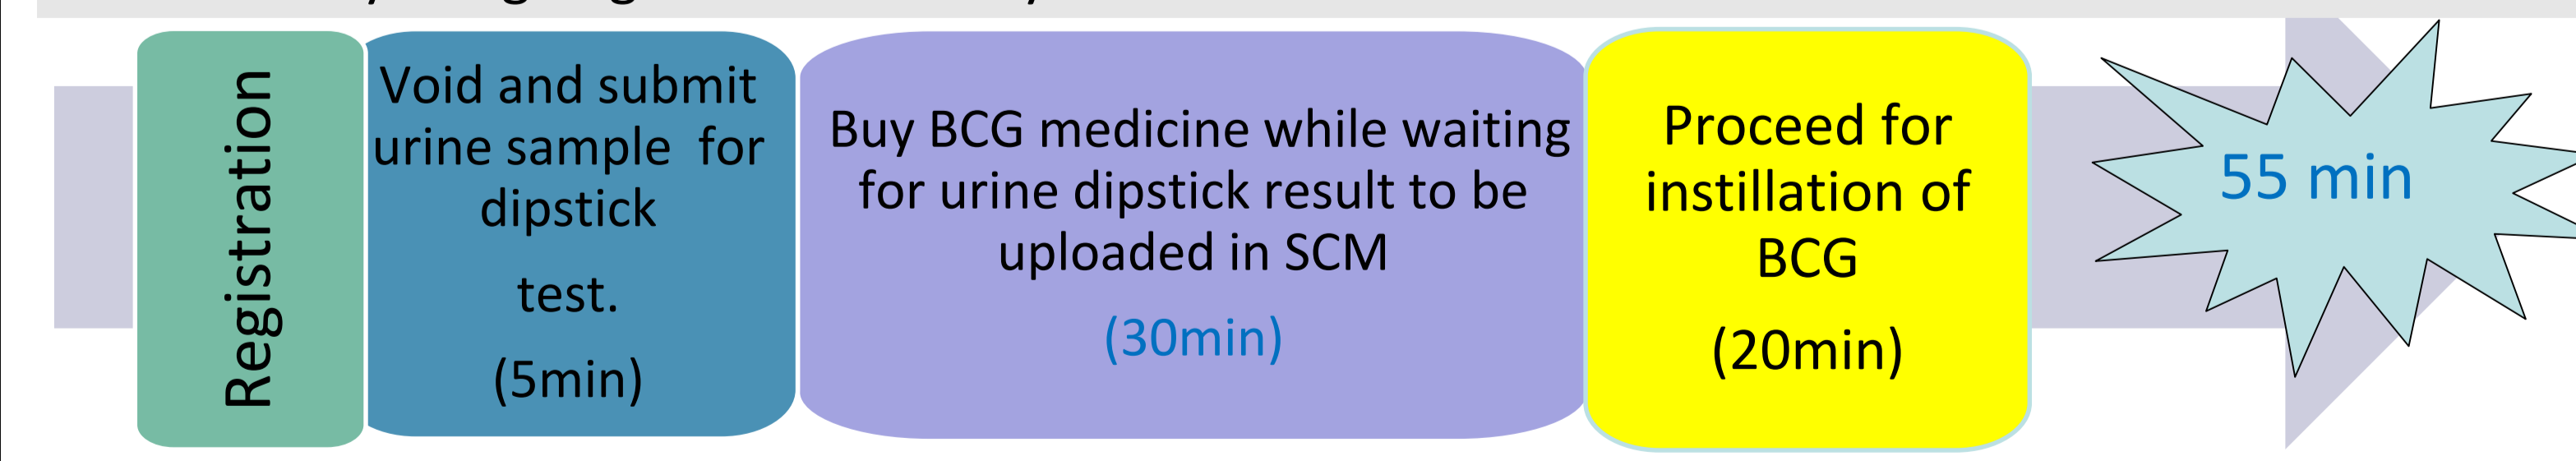 Registration
Void and submit
urine sample for
dipstick
test.
(5min)
Buy BCG medicine while waiting
for urine dipstick result to be
uploaded in SCM
(30min)
Proceed for
instillation of
BCG
(20min)
55 min